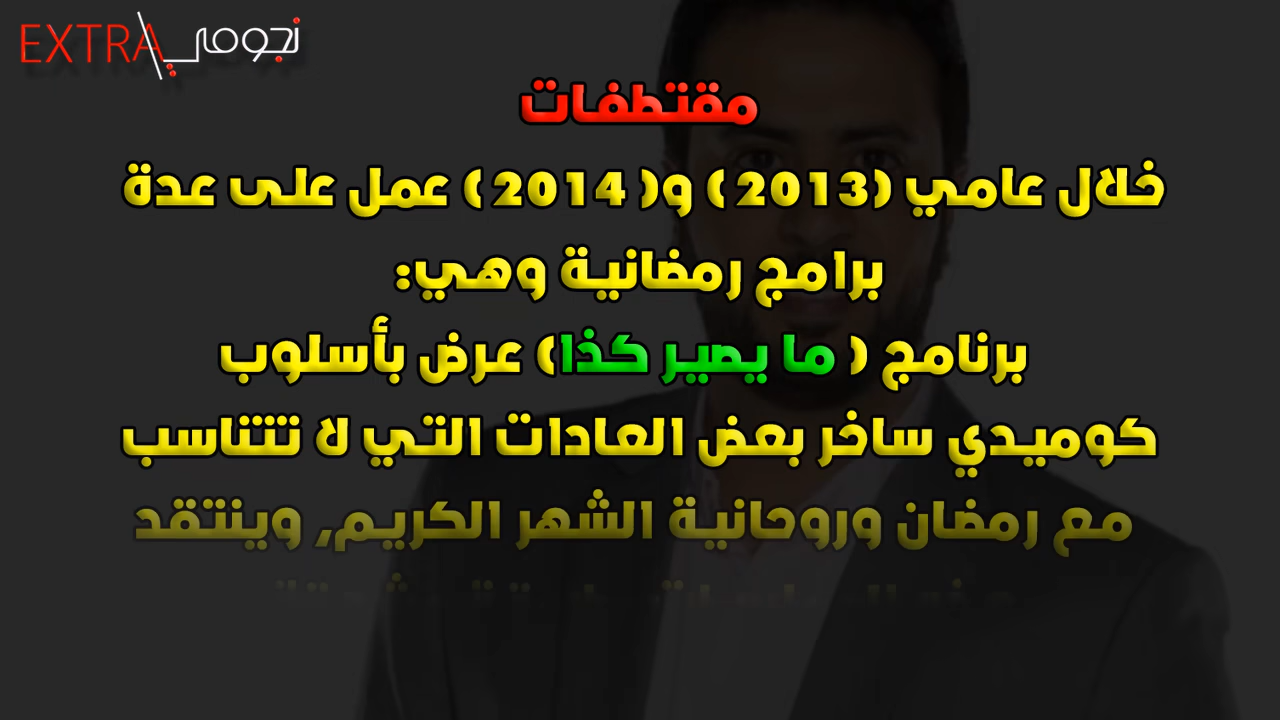 EXTRA نجومي
مقتطفات
خلال عامي (2013) و( 2014) عمل على عدة
برامج رمضانية وهي:
برنامج ( ما يصير كذا) عرض بأسلوب
كوميدي ساخر بعض العادات التي لا تتناسب
مع رمضان وروحانية الشهر الكريم, وينتقد